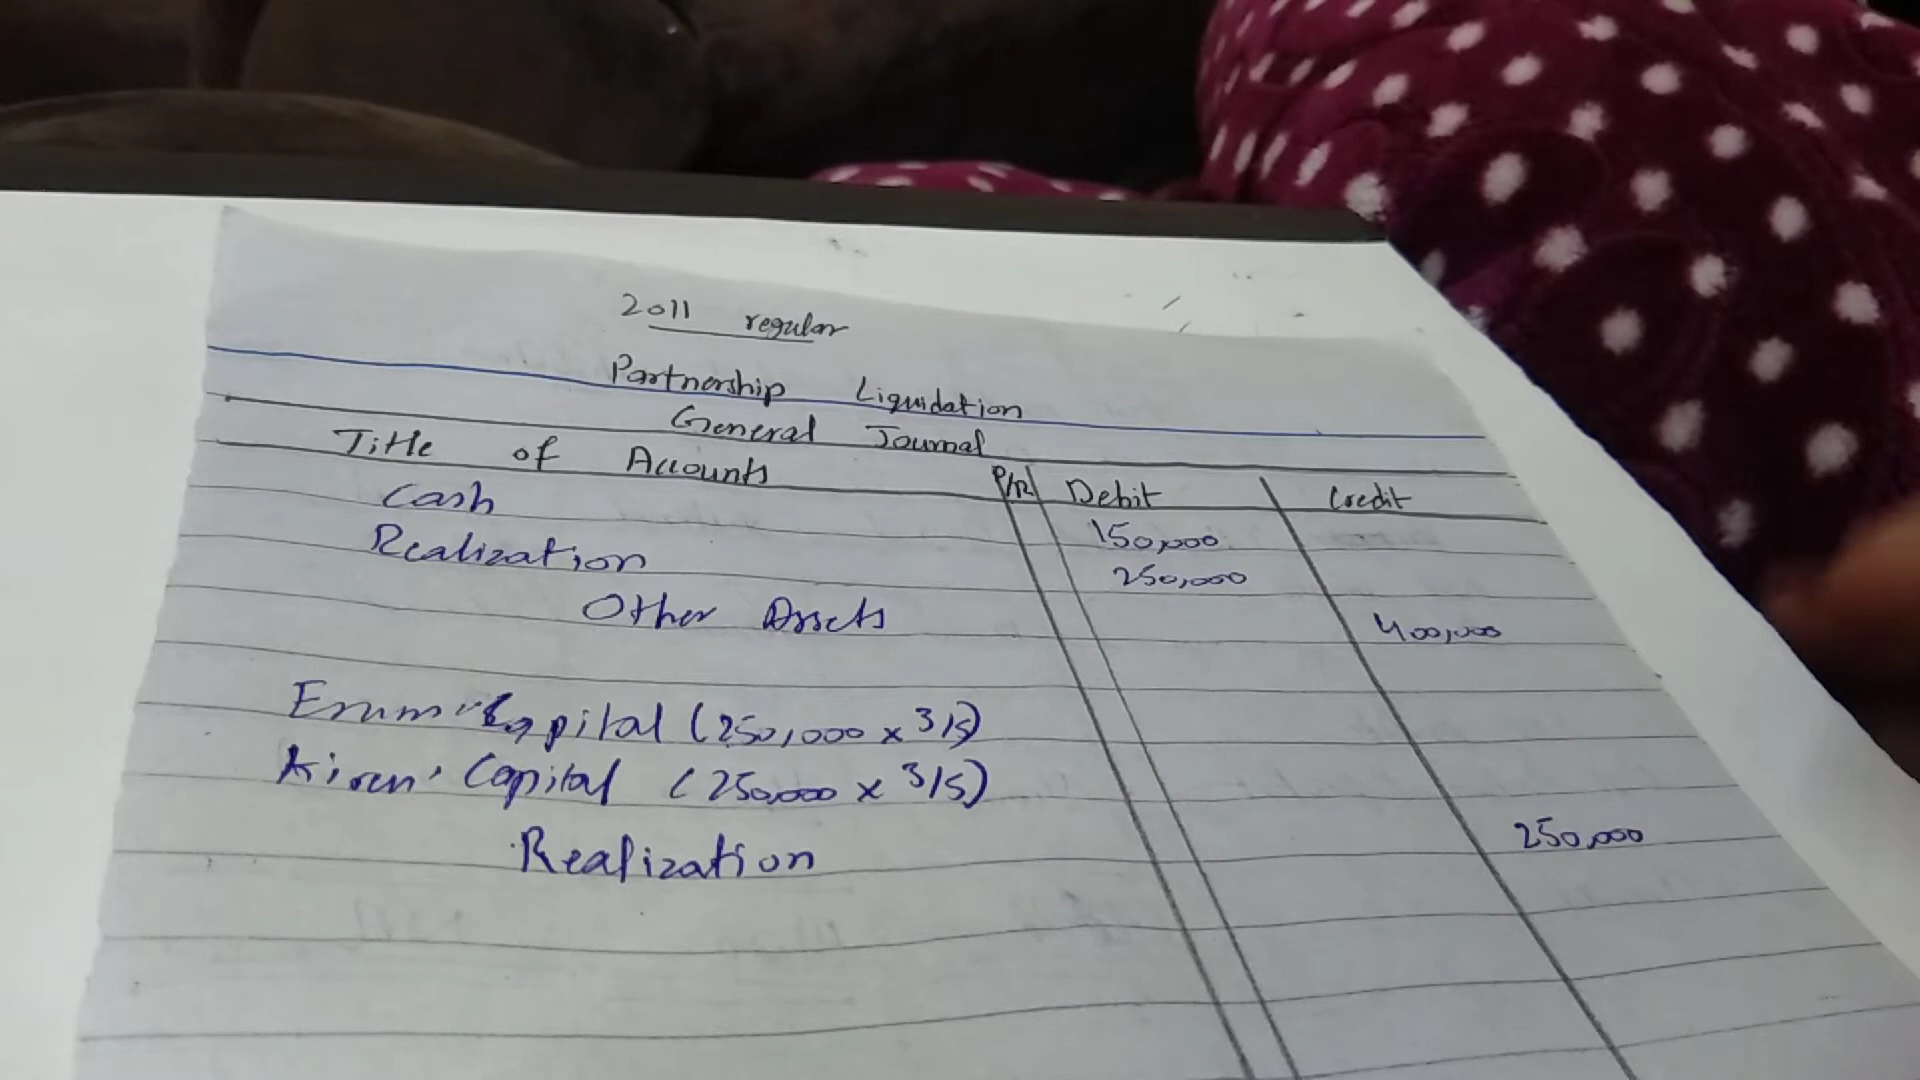 2011 regular
Partnership Liquidation
General Journal
Title of Accounts P/R Debit Credit
Cash 150,000
Realization 250,000
Other Assets 400,000
Capital (250,000 x 3/5)
Kiren' Capital (250,000 x 3/5)
Realization 250,000